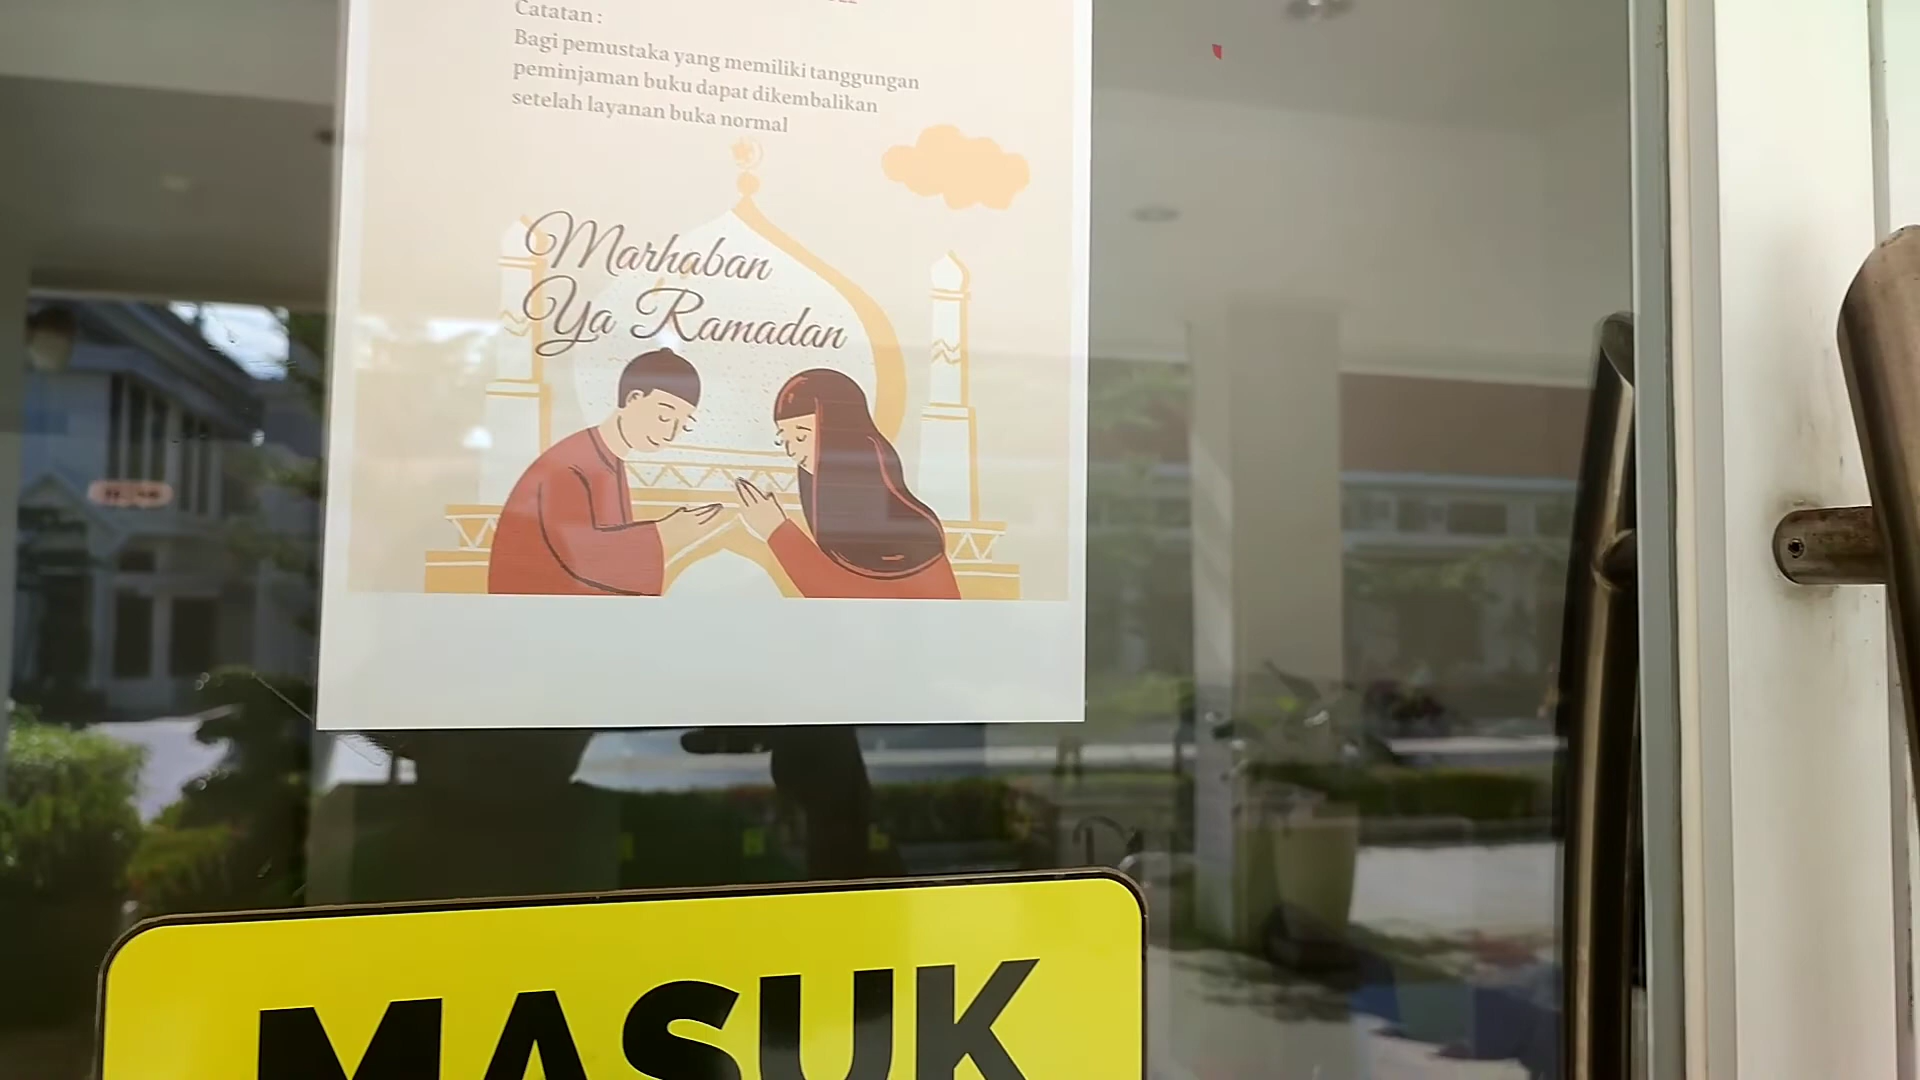 Catatan :
Bagi pemustaka yang memiliki tanggungan
peminjaman buku dapat dikembalikan
setelah layanan buka normal
Marhaban
Ya Ramadan
MASUK